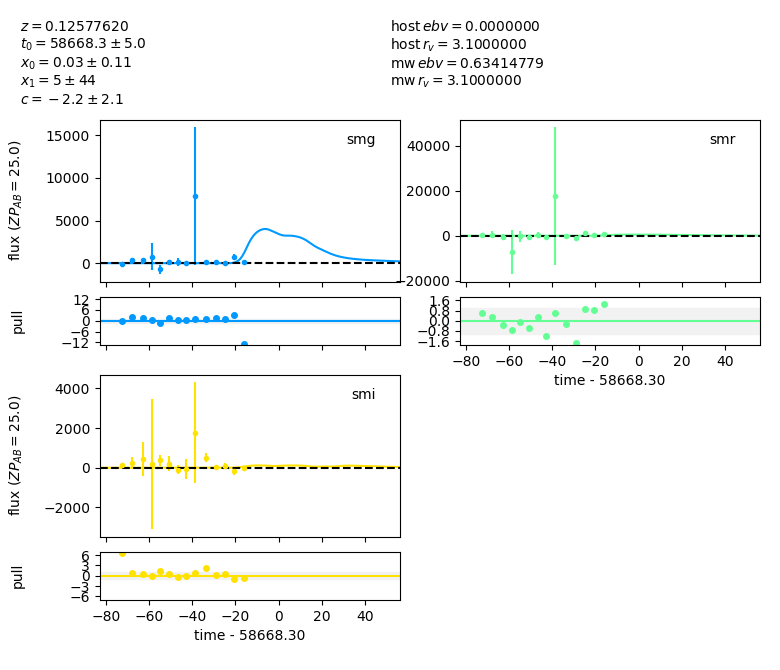 z = 0.12577620
t0 = 58668.3 ± 5.0
x0 = 0.03 ± 0.11
x1 = 5 ± 44
c = −2.2 ± 2.1
host ebv = 0.0000000
host rv = 3.1000000
mw ebv = 0.63414779
mw rv = 3.1000000
smg
15000
10000
5000
0
flux (ZPAB = 25.0)
smr
40000
20000
0
−20000
12
6
0
−6
−12
pull
1.6
0.8
0.0
−0.8
−1.6
−80 −60 −40 −20 0 20 40
time - 58668.30
smi
4000
2000
0
−2000
flux (ZPAB = 25.0)
6
3
0
−3
−6
pull
−80 −60 −40 −20 0 20 40
time - 58668.30